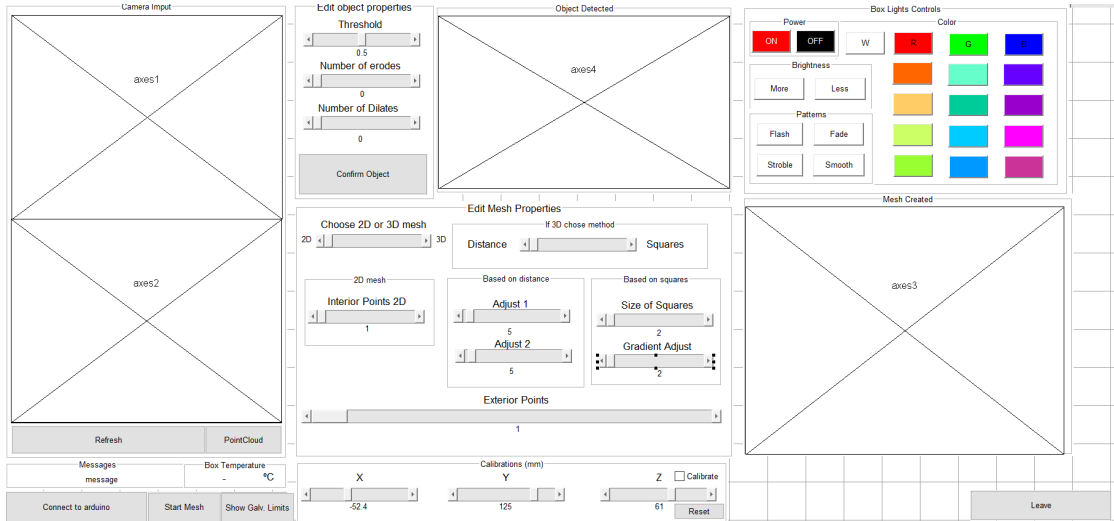 Camera Imput
axes1
axes2
Refresh
PointCloud
Messages
message
Box Temperature
-
ºC
Connect to arduino
Start Mesh
Show Galv. Limits
Edit object properties
Threshold
0.5
Number of erodes
0
Number of Dilates
0
Confirm Object
Object Detected
axes4
Edit Mesh Properties
Choose 2D or 3D mesh
2D
3D
If 3D chose method
Distance
Squares
2D mesh
Interior Points 2D
1
Based on distance
Adjust 1
5
Adjust 2
5
Based on squares
Size of Squares
2
Gradient Adjust
2
Exterior Points
1
Calibrations (mm)
X
-52.4
Y
125
Z
61
Calibrate
Reset
Box Lights Controls
Power
ON
OFF
Brightness
More
Less
Patterns
Flash
Fade
Stroble
Smooth
Color
W
R
G
B
Mesh Created
axes3
Leave